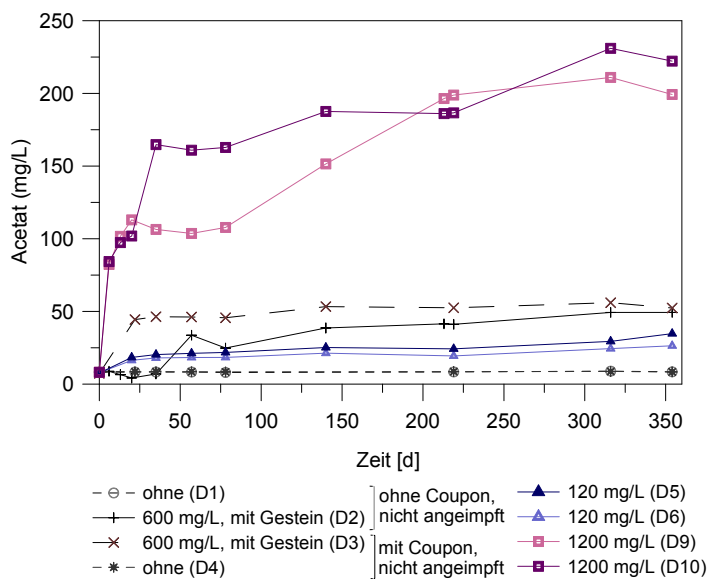 250
200
150
100
50
0
Acetat (mg/L)
0 50 100 150 200 250 300 350
Zeit [d]
ohne (D1)
600 mg/L, mit Gestein (D2)
600 mg/L, mit Gestein (D3)
ohne (D4)
ohne Coupon,
nicht angeimpft
mit Coupon,
nicht angeimpft
120 mg/L (D5)
120 mg/L (D6)
1200 mg/L (D9)
1200 mg/L (D10)